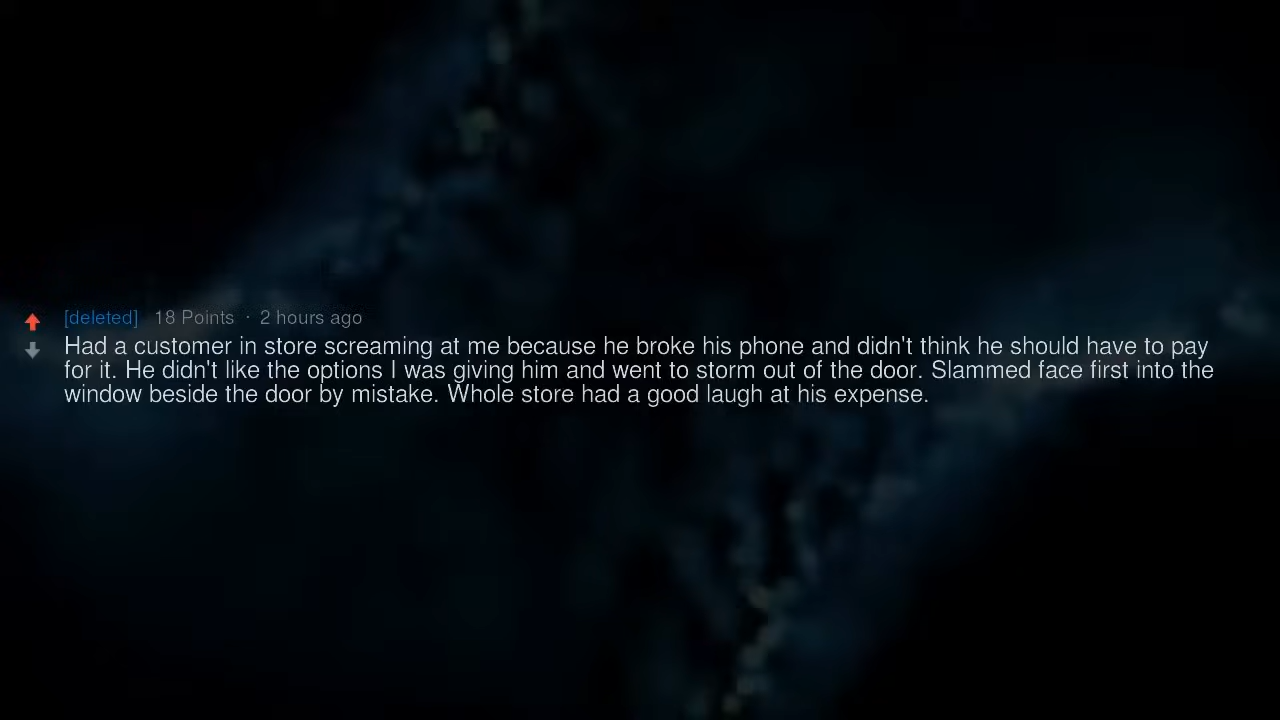 [deleted] 18 Points · 2 hours ago
Had a customer in store screaming at me because he broke his phone and didn't think he should have to pay
for it. He didn't like the options I was giving him and went to storm out of the door. Slammed face first into the
window beside the door by mistake. Whole store had a good laugh at his expense.